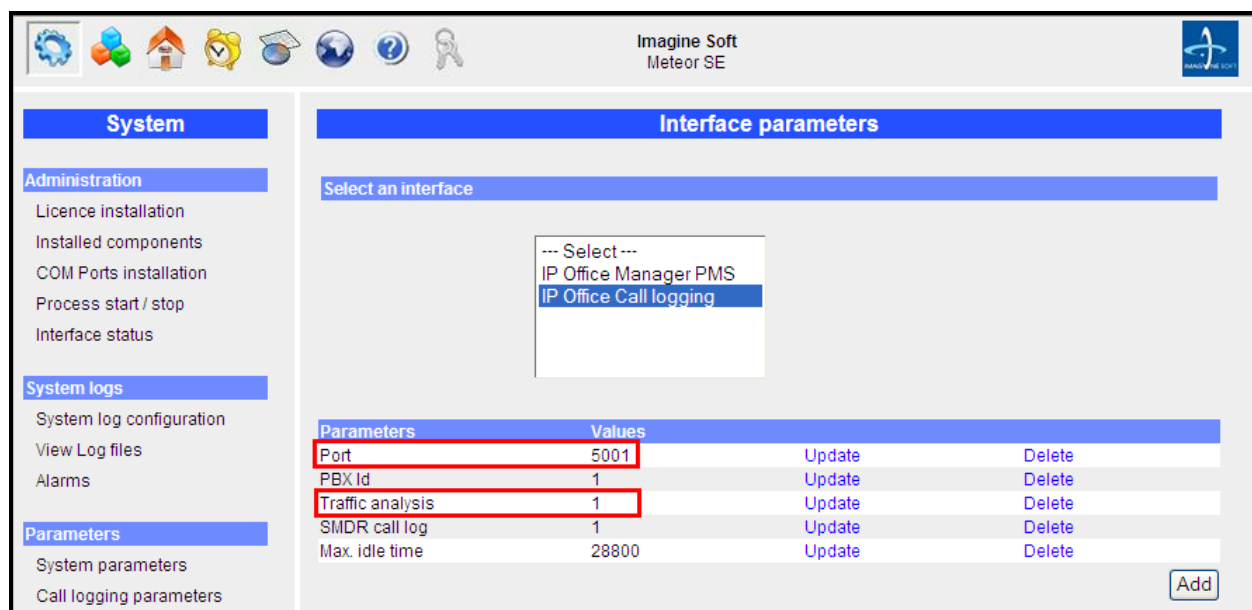 Imagine Soft
Meteor SE
IMAGINE SOFT
System
Administration
Licence installation
Installed components
COM Ports installation
Process start / stop
Interface status
System logs
System log configuration
View Log files
Alarms
Parameters
System parameters
Call logging parameters
Interface parameters
Select an interface
--- Select ---
IP Office Manager PMS
IP Office Call logging
Parameters Values
Port 5001 Update Delete
PBX Id 1 Update Delete
Traffic analysis 1 Update Delete
SMDR call log 1 Update Delete
Max. idle time 28800 Update Delete
Add